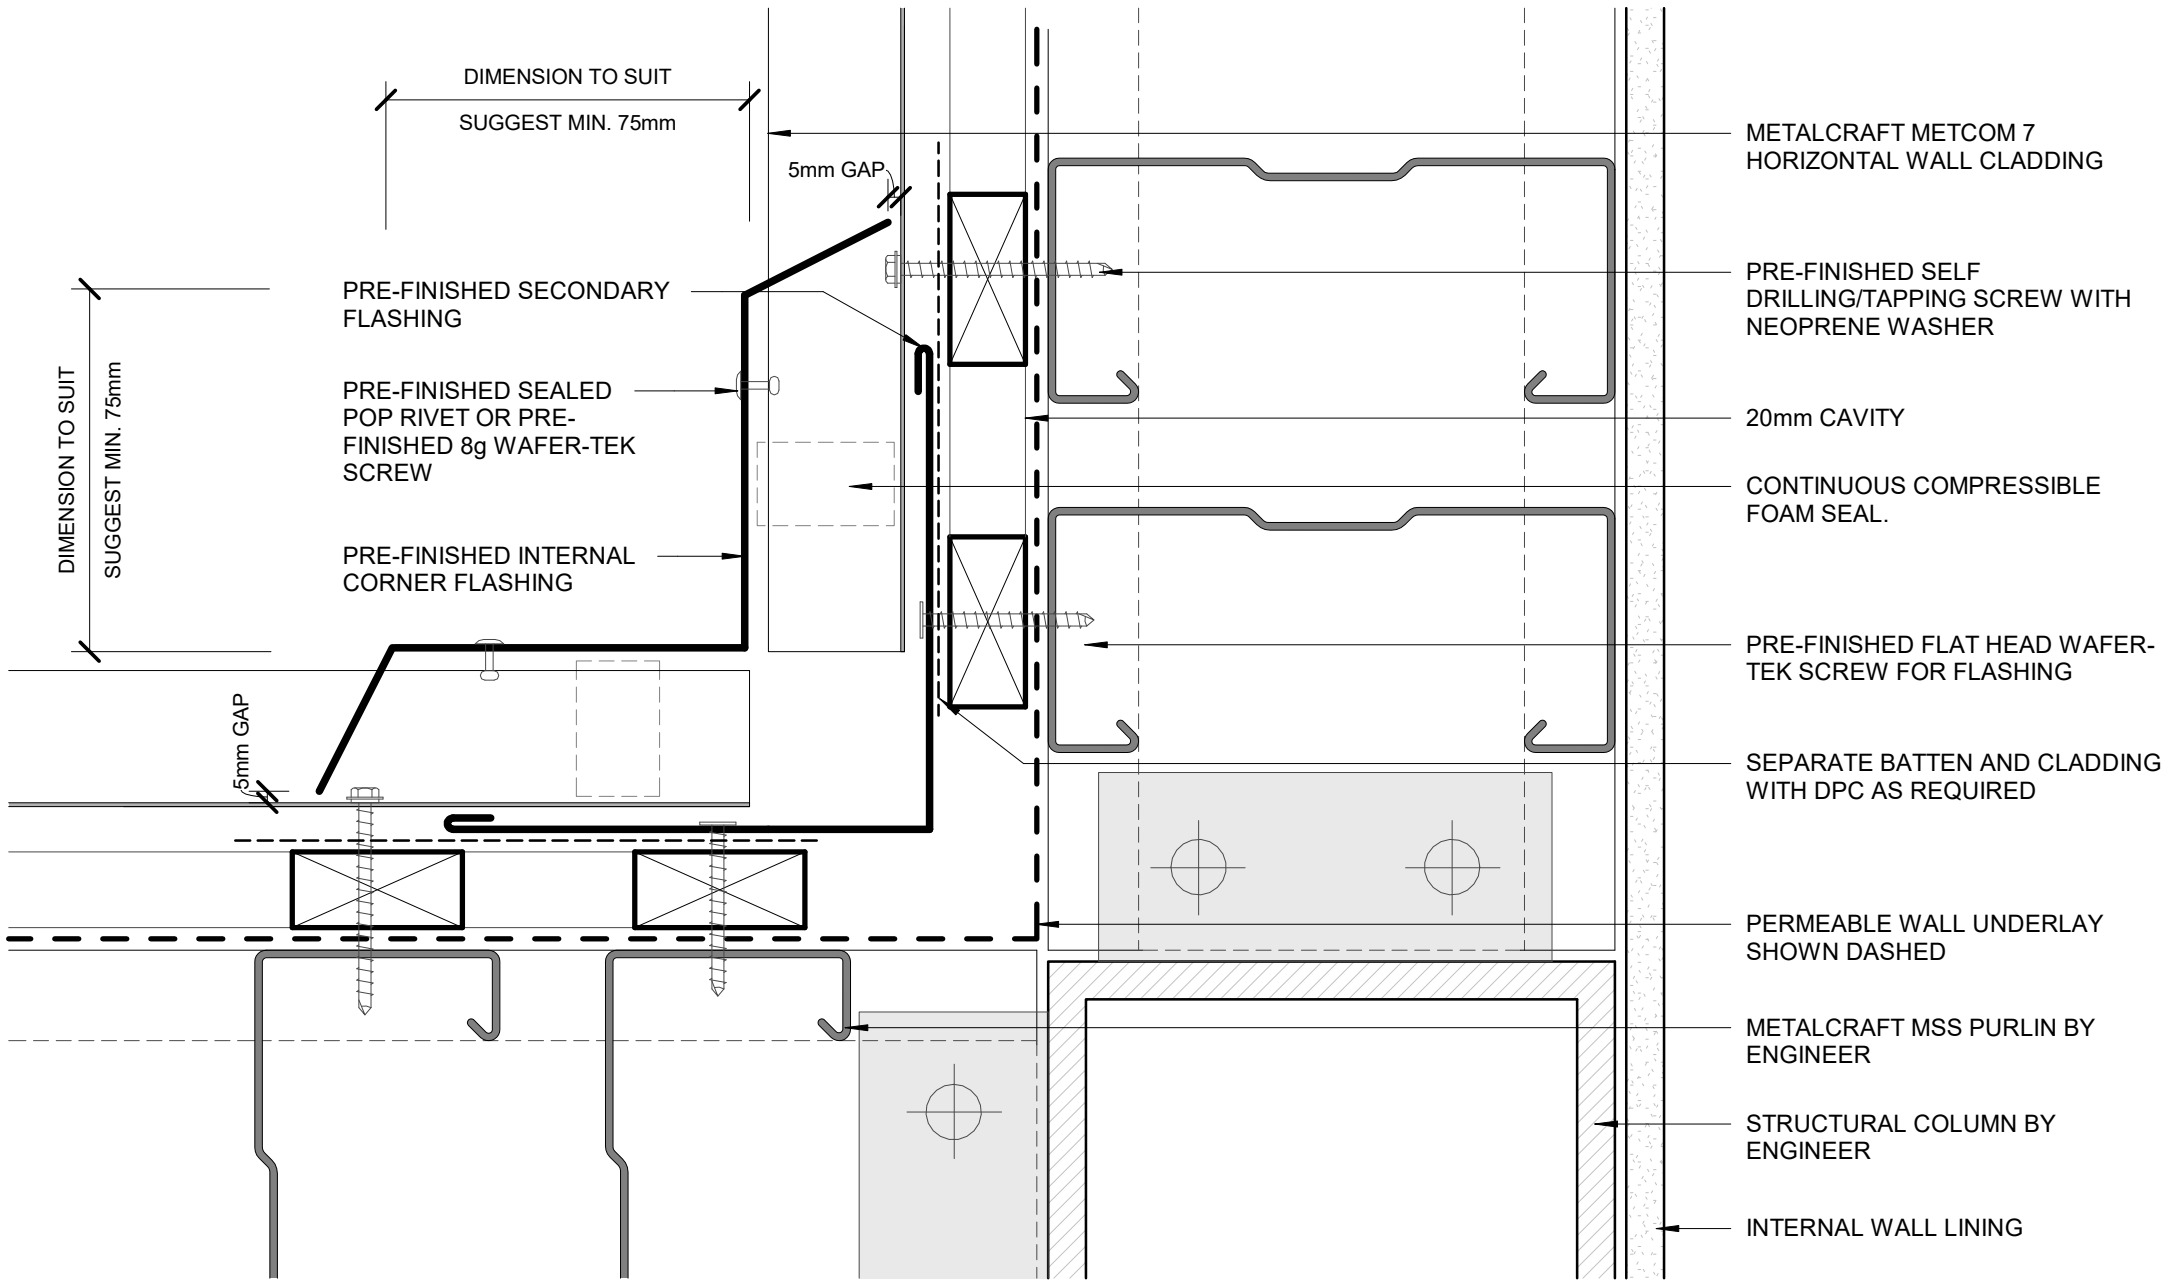 DIMENSION TO SUIT
SUGGEST MIN. 75mm
5mm GAP
DIMENSION TO SUIT
SUGGEST MIN. 75mm
PRE-FINISHED SECONDARY
FLASHING
PRE-FINISHED SEALED
POP RIVET OR PRE-
FINISHED 8g WAFER-TEK
SCREW
PRE-FINISHED INTERNAL
CORNER FLASHING
5mm GAP
METALCRAFT METCOM 7
HORIZONTAL WALL CLADDING
PRE-FINISHED SELF
DRILLING/TAPPING SCREW WITH
NEOPRENE WASHER
20mm CAVITY
CONTINUOUS COMPRESSIBLE
FOAM SEAL.
PRE-FINISHED FLAT HEAD WAFER-
TEK SCREW FOR FLASHING
SEPARATE BATTEN AND CLADDING
WITH DPC AS REQUIRED
PERMEABLE WALL UNDERLAY
SHOWN DASHED
METALCRAFT MSS PURLIN BY
ENGINEER
STRUCTURAL COLUMN BY
ENGINEER
INTERNAL WALL LINING